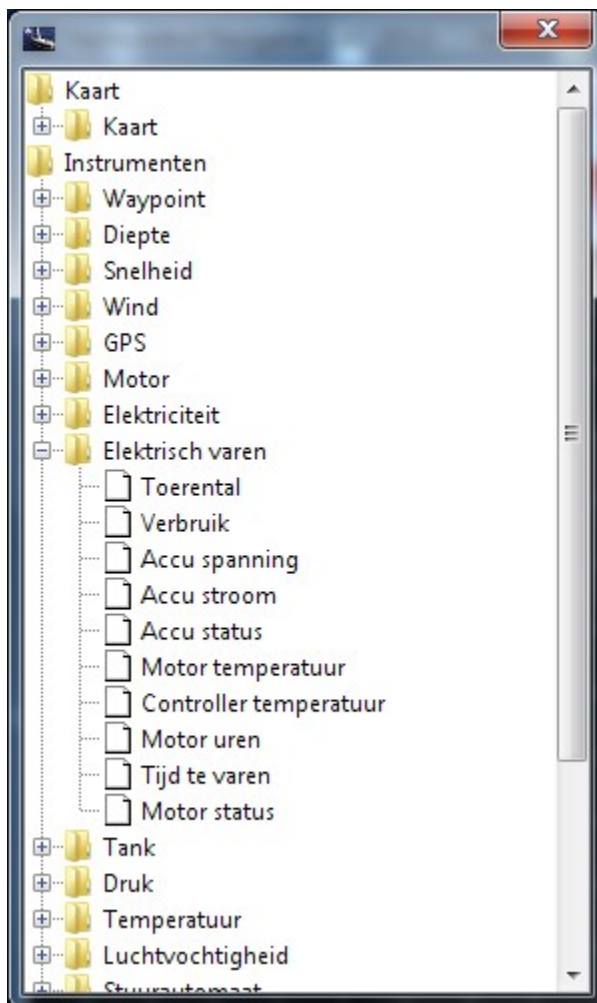 Kaart
Kaart
Instrumenten
Waypoint
Diepte
Snelheid
Wind
GPS
Motor
Elektriciteit
Elektrisch varen
Toerental
Verbruik
Accu spanning
Accu stroom
Accu status
Motor temperatuur
Controller temperatuur
Motor uren
Tijd te varen
Motor status
Tank
Druk
Temperatuur
Luchtvochtigheid
Stuurautomaat